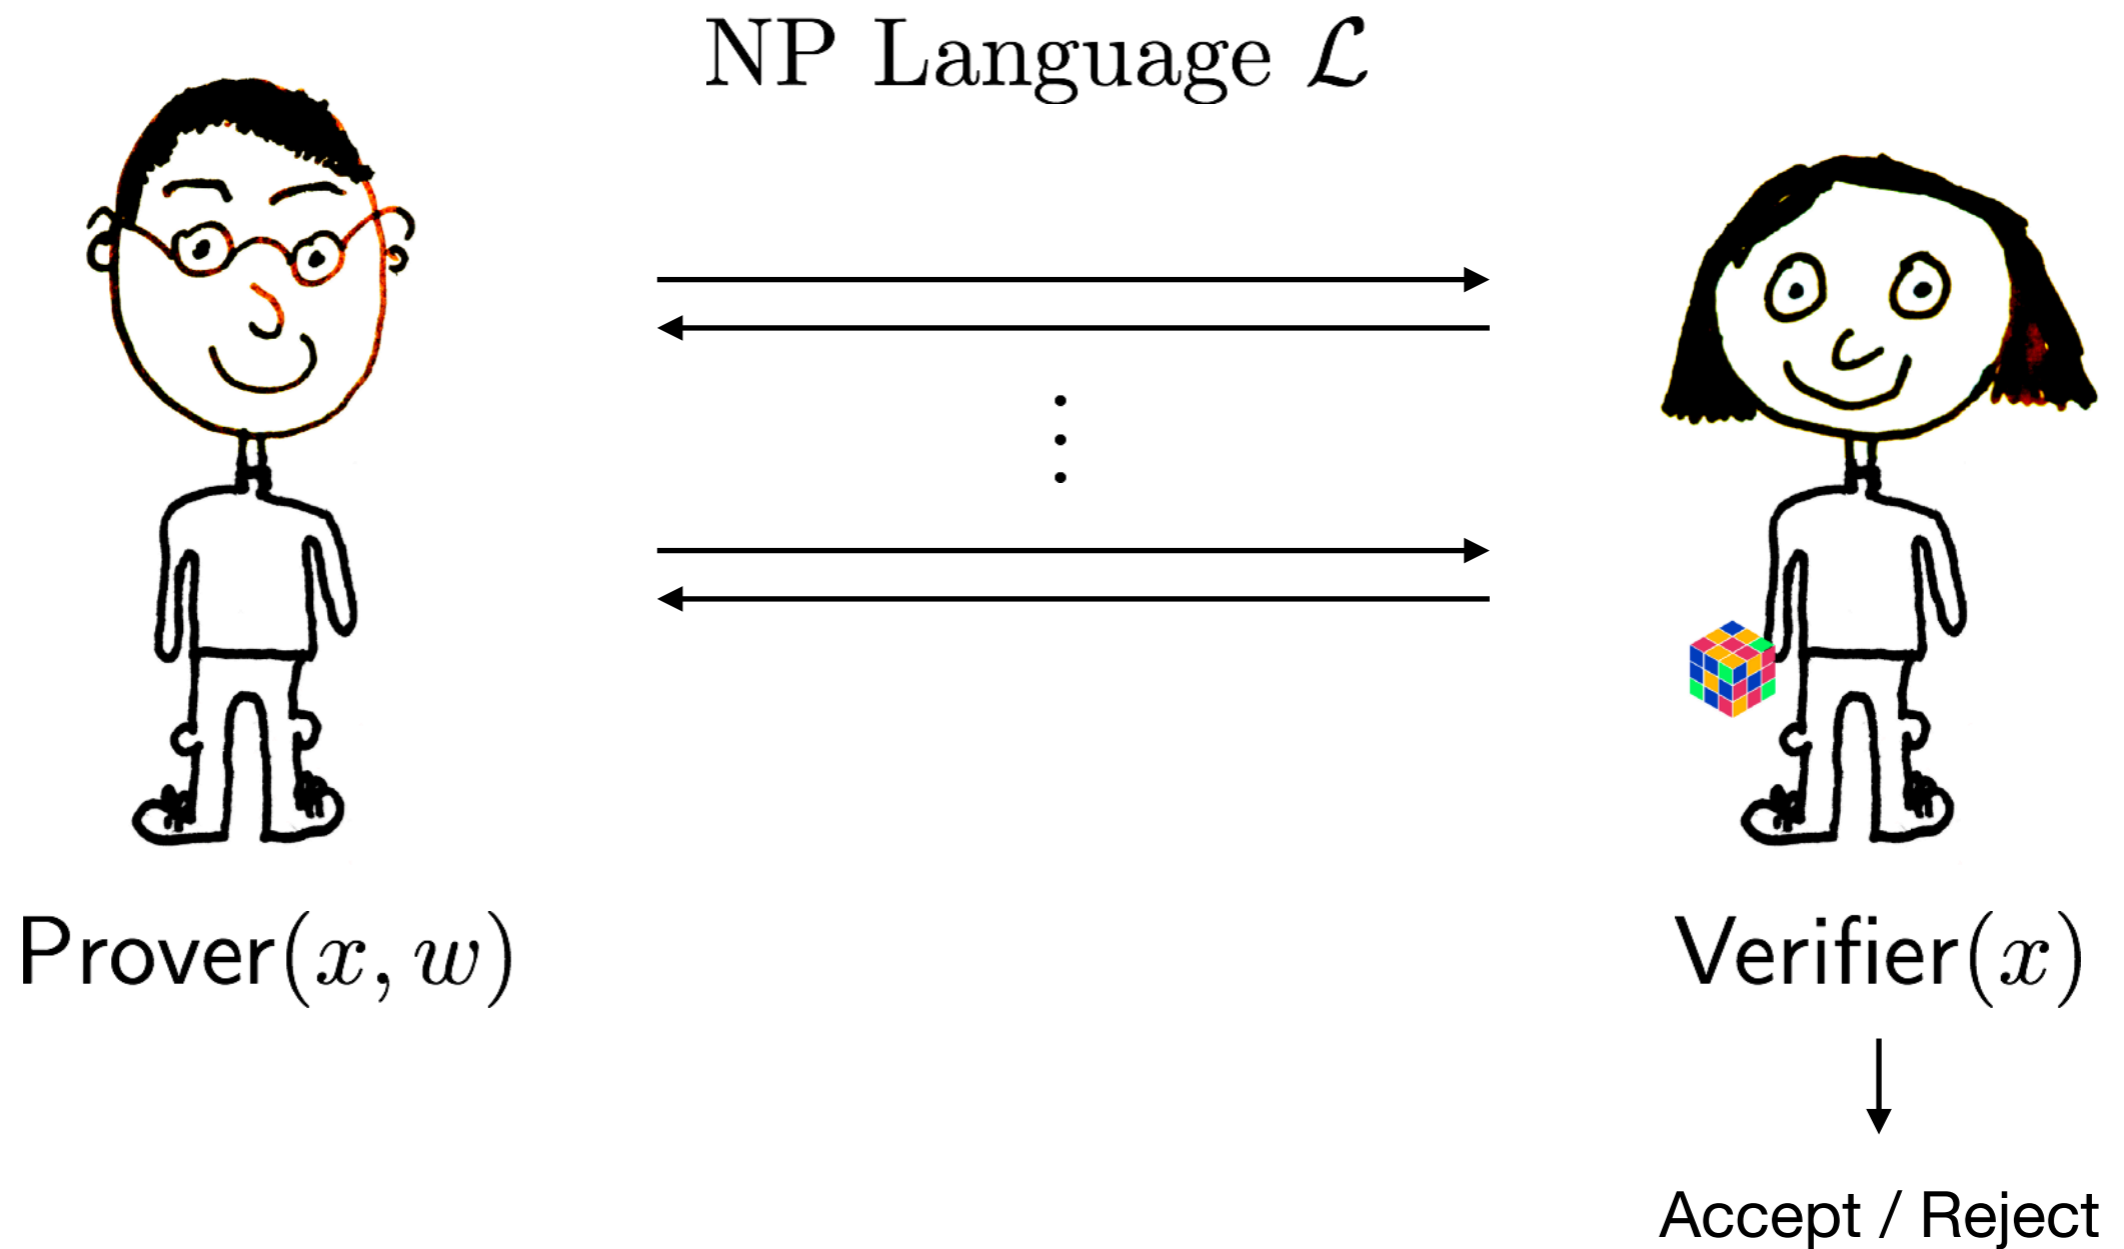 NP Language ℒ
Prover(x, w)
Verifier(x)
Accept / Reject